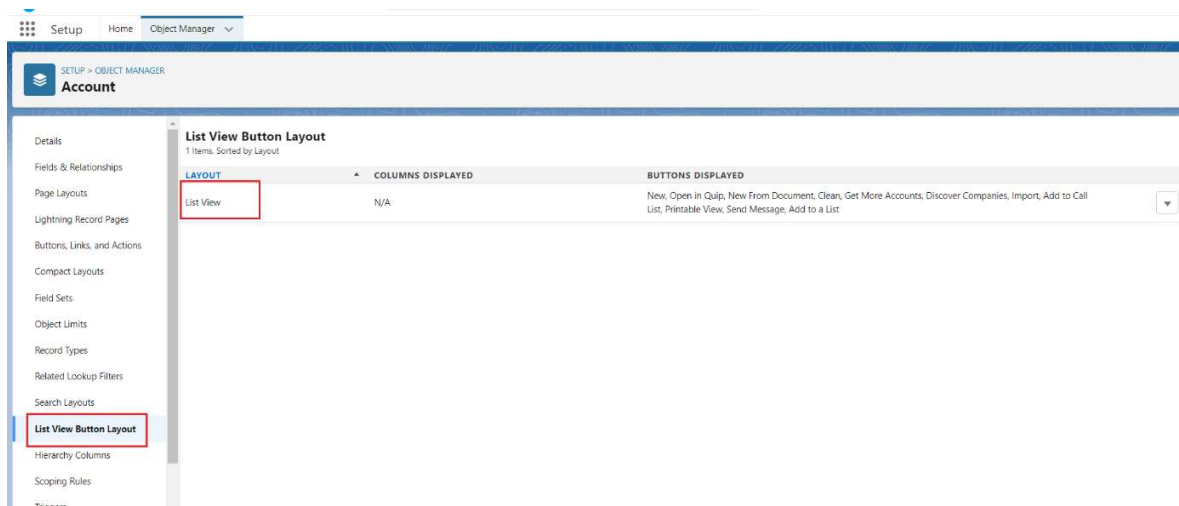 Setup Home Object Manager
SETUP > OBJECT MANAGER
Account
Details
Fields & Relationships
Page Layouts
Lightning Record Pages
Buttons, Links, and Actions
Compact Layouts
Field Sets
Object Limits
Record Types
Related Lookup Filters
Search Layouts
List View Button Layout
Hierarchy Columns
Scoping Rules
Triggers
List View Button Layout
1 Items, Sorted by Layout
LAYOUT COLUMNS DISPLAYED BUTTONS DISPLAYED
List View N/A New, Open in Quip, New From Document, Clean, Get More Accounts, Discover Companies, Import, Add to Call
List, Printable View, Send Message, Add to a List